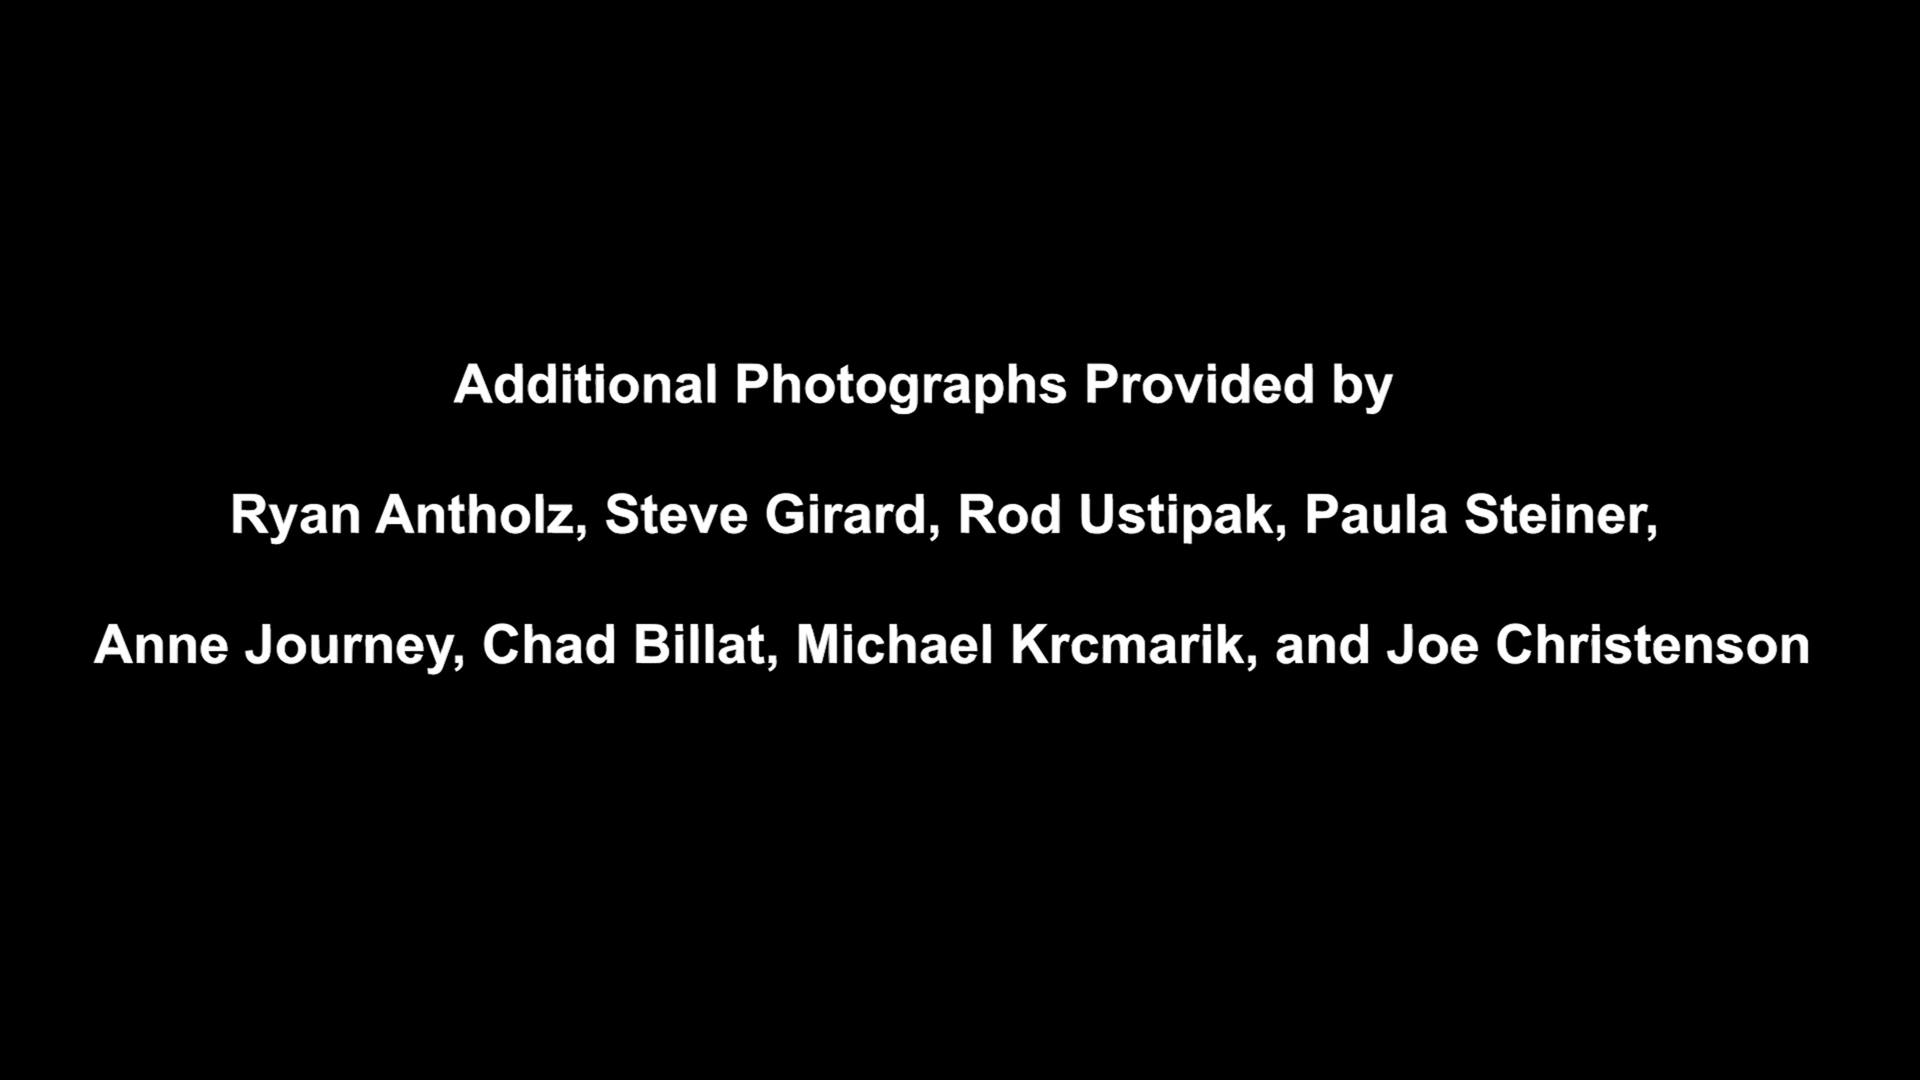 Additional Photographs Provided by
Ryan Antholz, Steve Girard, Rod Ustipak, Paula Steiner,
Anne Journey, Chad Billat, Michael Krcmarik, and Joe Christenson